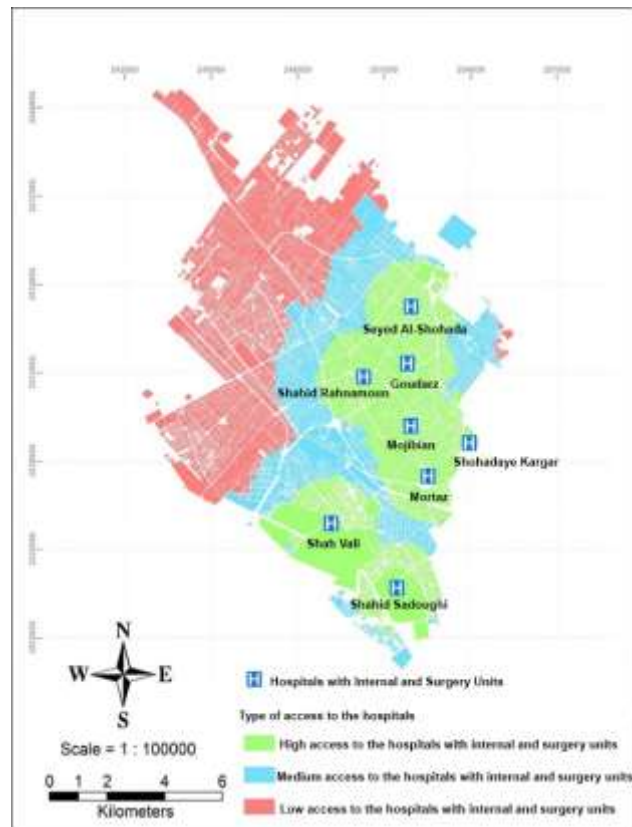 Seyed Al-Shohada
Goudarz
Shahid Rahnamoun
Mojibian
Shohadaye Kargar
Mortaz
Shah Vali
Shahid Sadoughi
N
W E
S
Hospitals with Internal and Surgery Units
Type of access to the hospitals
Scale = 1 : 100000
High access to the hospitals with internal and surgery units
Medium access to the hospitals with internal and surgery units
0 1 2 4 6
Low access to the hospitals with internal and surgery units
Kilometers